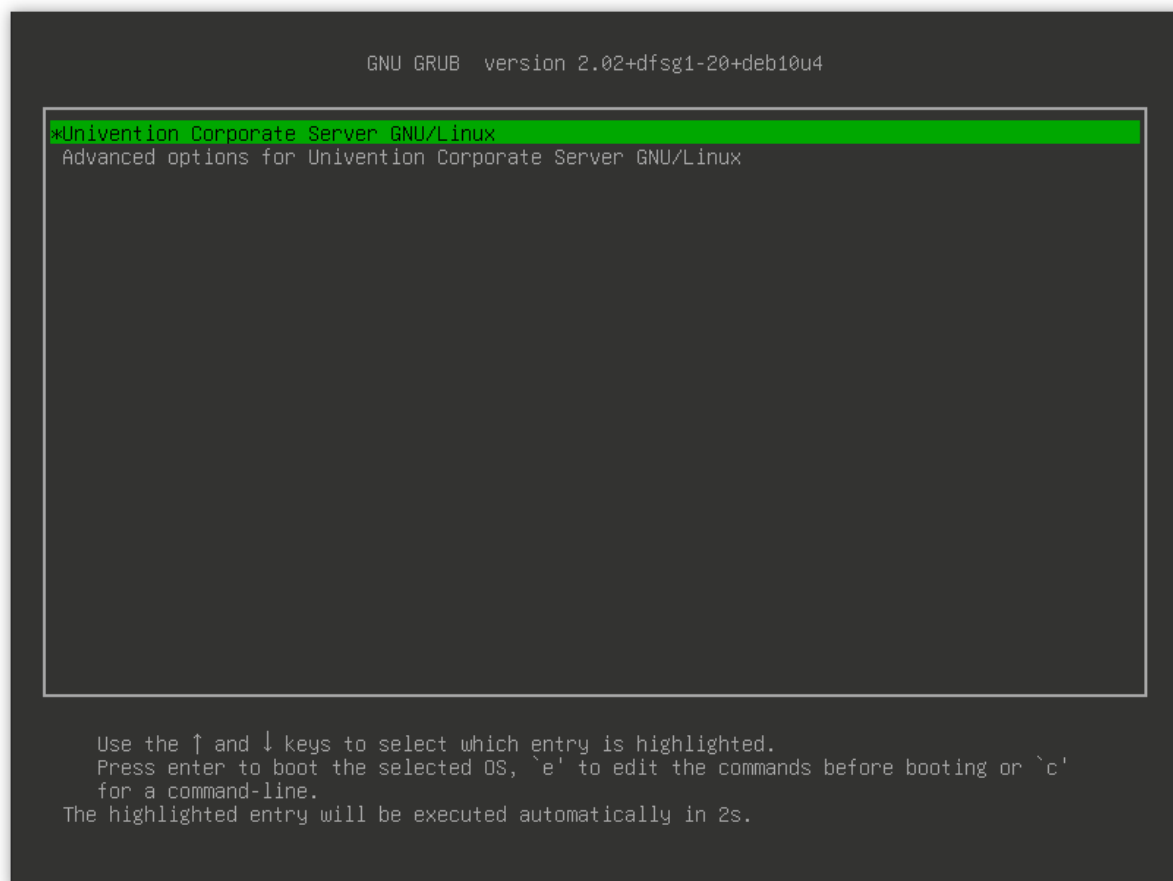 GNU GRUB  version 2.02+dfsg1-20+deb10u4
*Univention Corporate Server GNU/Linux
Advanced options for Univention Corporate Server GNU/Linux
Use the ↑ and ↓ keys to select which entry is highlighted.
Press enter to boot the selected OS, `e' to edit the commands before booting or `c'
for a command-line.
The highlighted entry will be executed automatically in 2s.